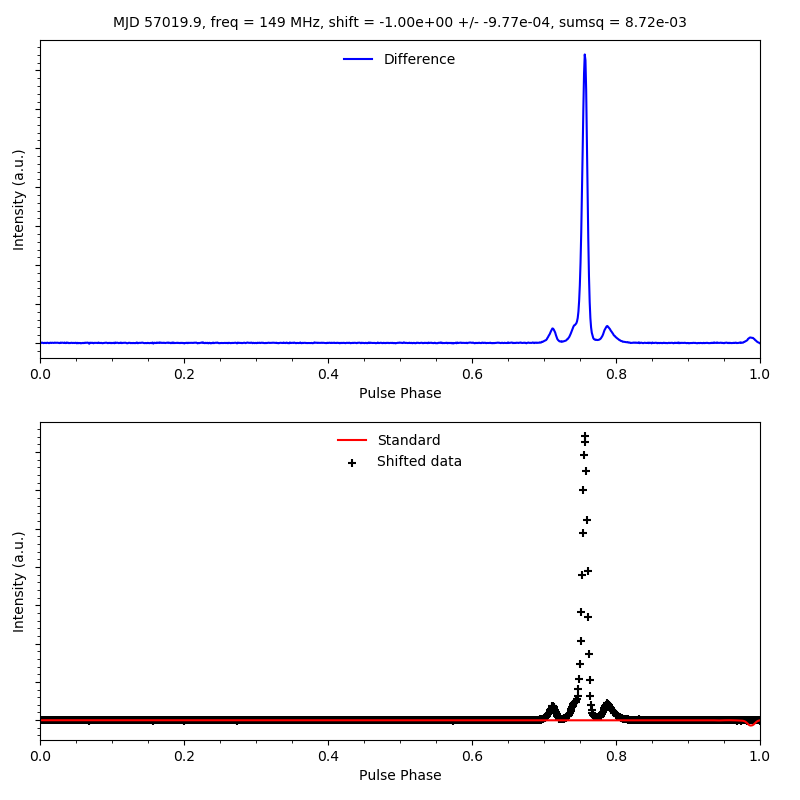 MJD 57019.9, freq = 149 MHz, shift = -1.00e+00 +/- -9.77e-04, sumsq = 8.72e-03
Difference
Intensity (a.u.)
0.0 0.2 0.4 0.6 0.8 1.0
Pulse Phase
Standard
Shifted data
Intensity (a.u.)
0.0 0.2 0.4 0.6 0.8 1.0
Pulse Phase